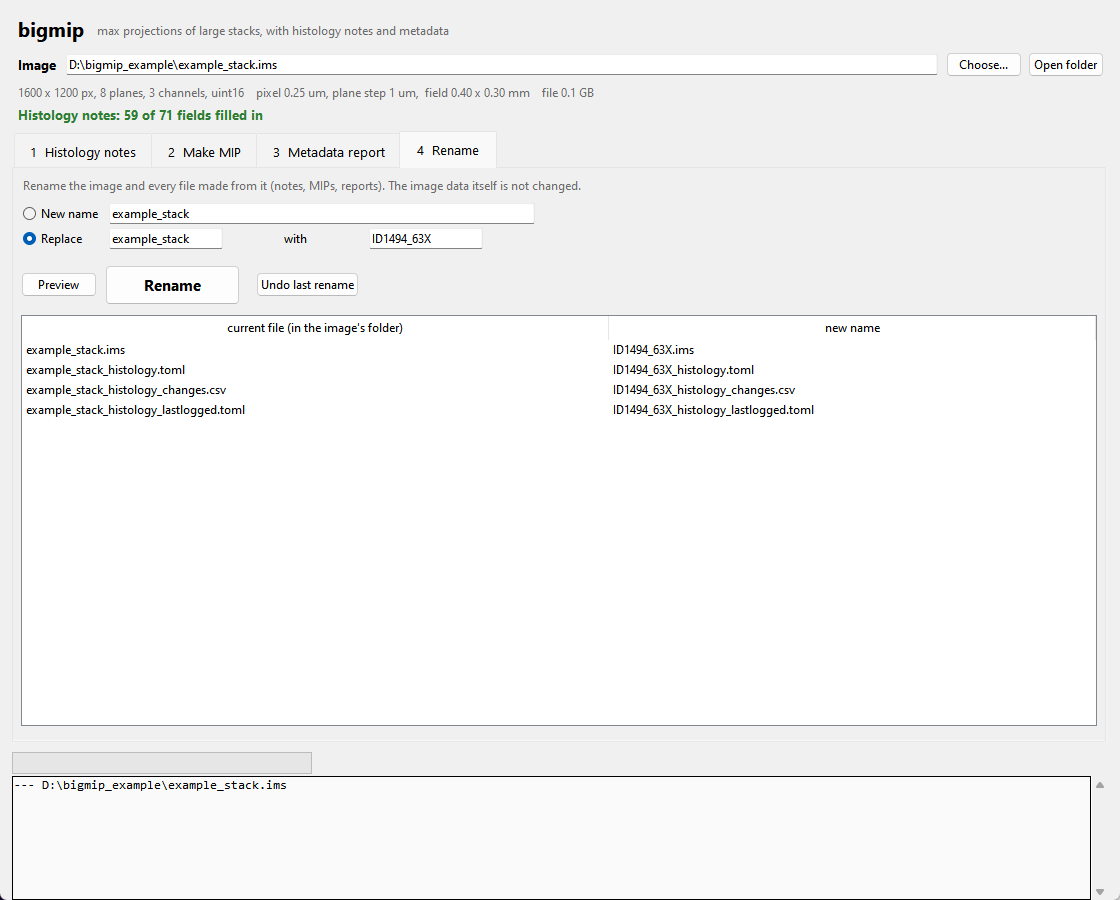 bigmip max projections of large stacks, with histology notes and metadata
Image D:\bigmip_example\example_stack.ims Choose... Open folder
1600 x 1200 px, 8 planes, 3 channels, uint16 pixel 0.25 um, plane step 1 um, field 0.40 x 0.30 mm file 0.1 GB
Histology notes: 59 of 71 fields filled in
1 Histology notes 2 Make MIP 3 Metadata report 4 Rename
Rename the image and every file made from it (notes, MIPs, reports). The image data itself is not changed.
New name example_stack
Replace example_stack with ID1494_63X
Preview Rename Undo last rename
current file (in the image's folder) new name
example_stack.ims ID1494_63X.ims
example_stack_histology.toml ID1494_63X_histology.toml
example_stack_histology_changes.csv ID1494_63X_histology_changes.csv
example_stack_histology_lastlogged.toml ID1494_63X_histology_lastlogged.toml
--- D:\bigmip_example\example_stack.ims